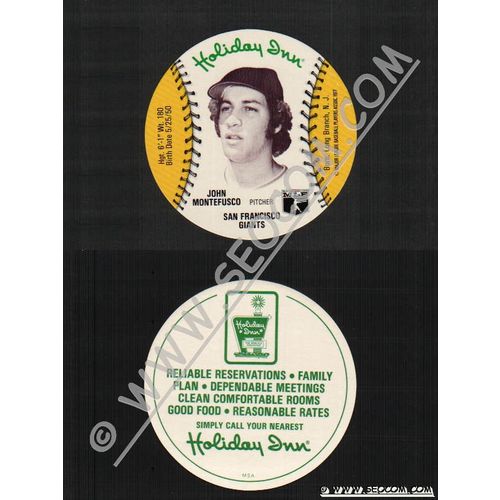 Holiday Inn®
Hgt. 6'-1" Wt. 180
Birth Date 5/25/50
Born: Long Branch, N. J.
JOHN
MONTEFUSCO
PITCHER
SAN FRANCISCO
GIANTS
Holiday
Inn®
RELIABLE RESERVATIONS • FAMILY
PLAN • DEPENDABLE MEETINGS
CLEAN COMFORTABLE ROOMS
GOOD FOOD • REASONABLE RATES
SIMPLY CALL YOUR NEAREST
Holiday Inn®
MSA
© WWW.SEOCOM.COM
© WWW.SEOCOM.COM